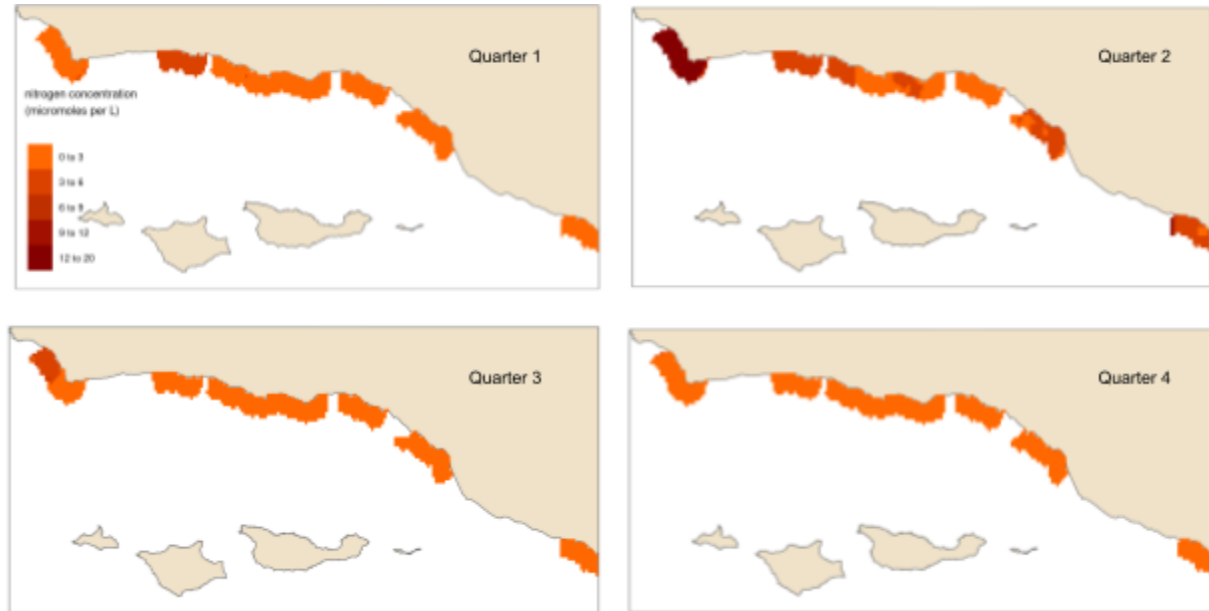 Quarter 1
nitrogen concentration
(micromoles per L)
0 to 3
3 to 6
6 to 9
9 to 12
12 to 20
Quarter 2
Quarter 3
Quarter 4